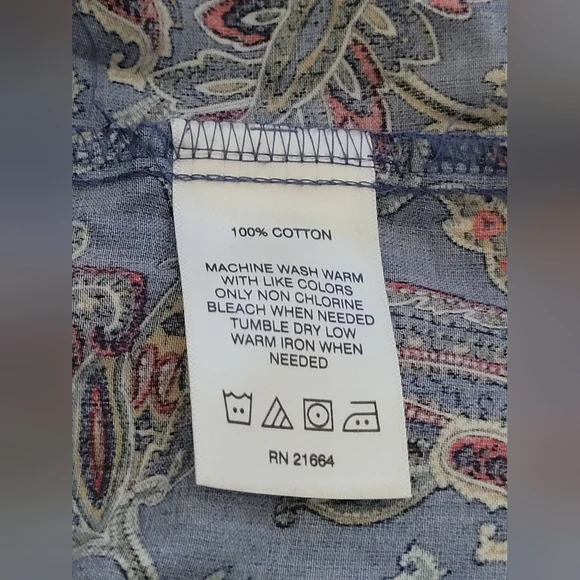 100% COTTON
MACHINE WASH WARM
WITH LIKE COLORS
ONLY NON CHLORINE
BLEACH WHEN NEEDED
TUMBLE DRY LOW
WARM IRON WHEN
NEEDED
RN 21664